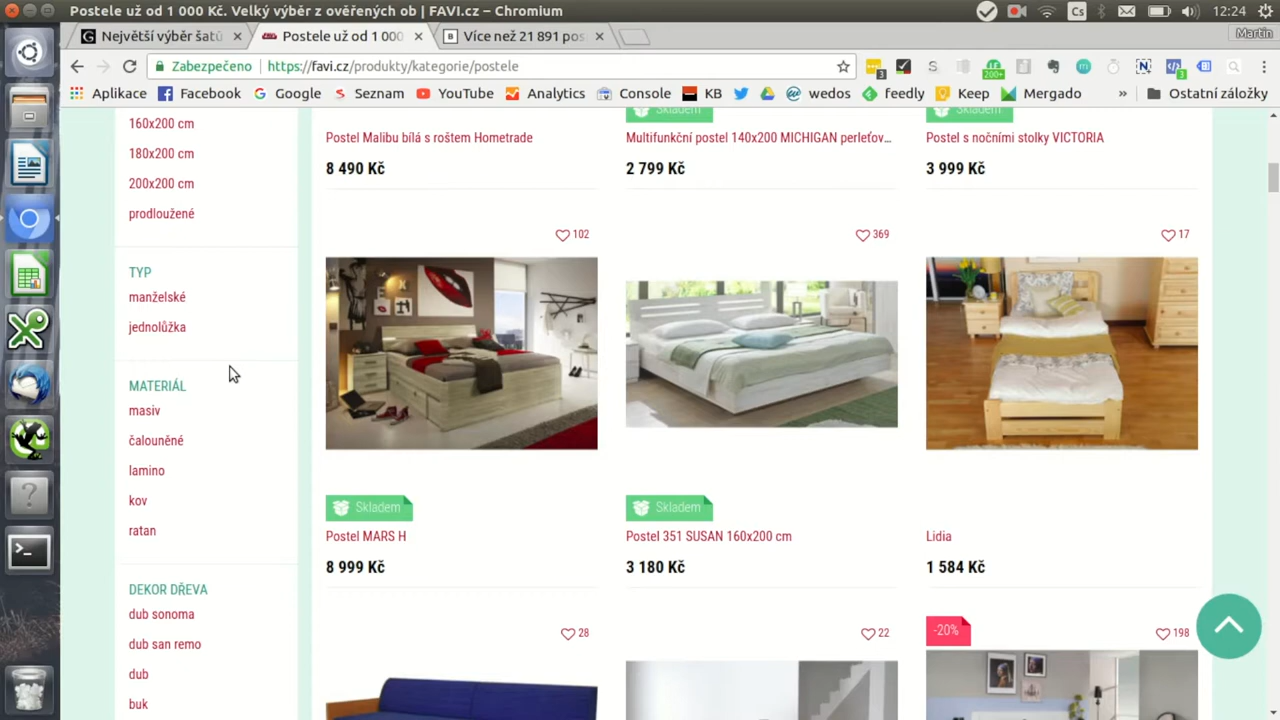 Postele už od 1 000 Kč. Velký výběr z ověřených ob | FAVI.cz – Chromium
Cs
12:24
Martin
Největší výběr šatů
Postele už od 1 000
Více než 21 891 pos
Zabezpečeno
https://favi.cz/produkty/kategorie/postele
3
200+
3
Aplikace
Facebook
Google
Seznam
YouTube
Analytics
Console
KB
wedos
feedly
Keep
Mergado
»
Ostatní záložky
160x200 cm
180x200 cm
200x200 cm
prodloužené
TYP
manželské
jednolůžka
MATERIÁL
masiv
čalouněné
lamino
kov
ratan
DEKOR DŘEVA
dub sonoma
dub san remo
dub
buk
Skladem
Skladem
Postel Malibu bílá s roštem Hometrade
Multifunkční postel 140x200 MICHIGAN perleťov...
Postel s nočními stolky VICTORIA
8 490 Kč
2 799 Kč
3 999 Kč
102
369
17
Skladem
Skladem
Postel MARS H
Postel 351 SUSAN 160x200 cm
Lidia
8 999 Kč
3 180 Kč
1 584 Kč
28
22
-20%
198